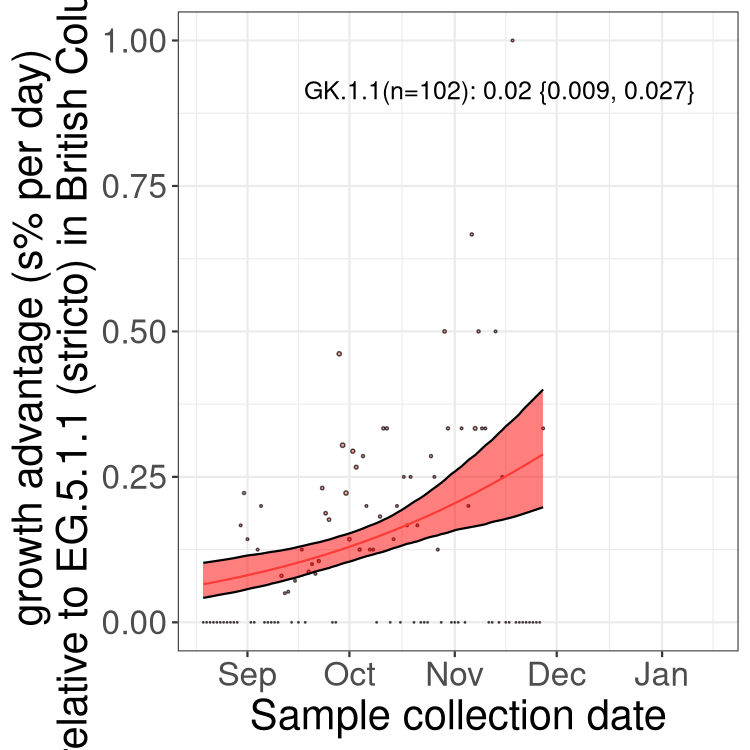 growth advantage (s% per day)
relative to EG.5.1.1 (stricto) in British
1.00
0.75
0.50
0.25
0.00
GK.1.1(n=102): 0.02 {0.009, 0.027}
Sep Oct Nov Dec Jan
Sample collection date